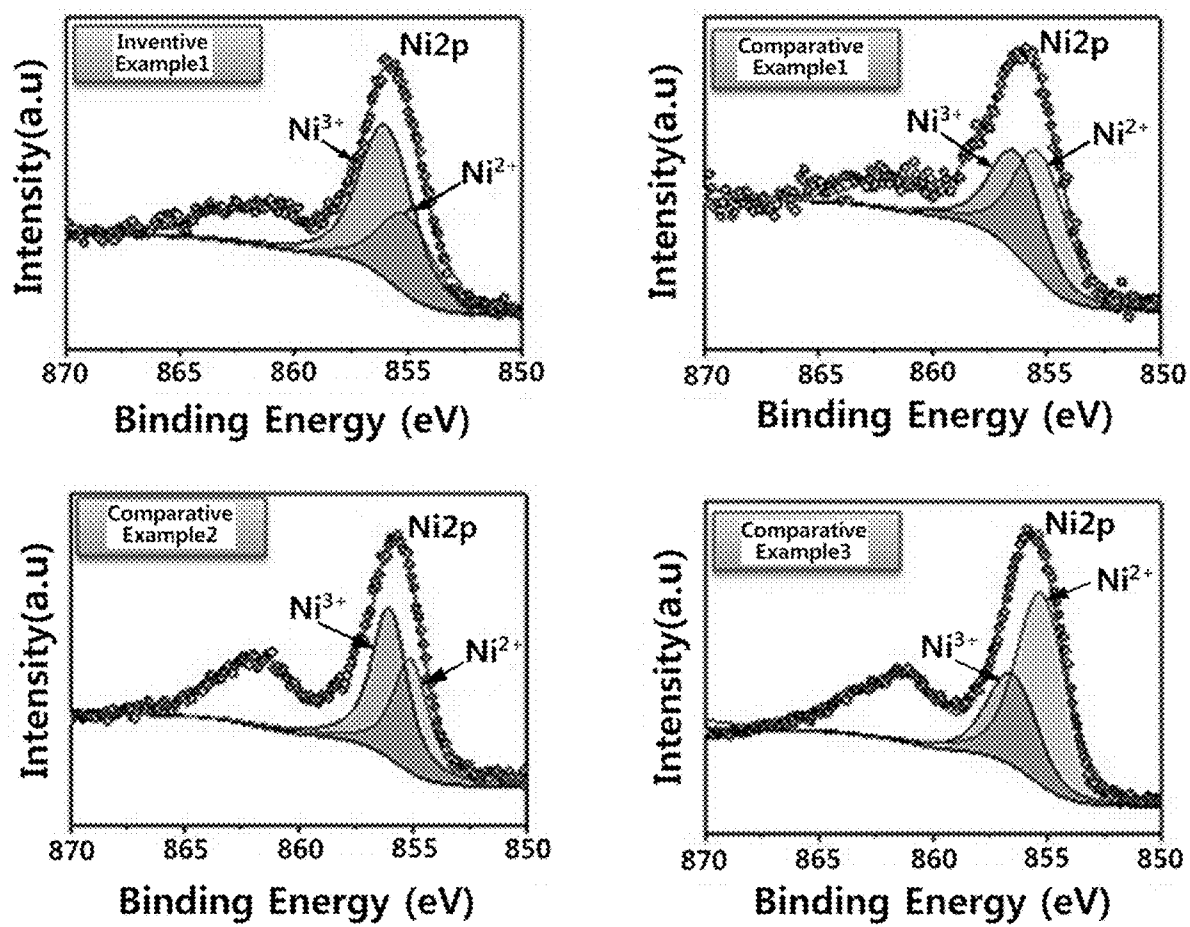 Inventive
Example1
Ni2p
Ni3+
Ni2+
Intensity(a.u)
870 865 860 855 850
Binding Energy (eV)
Comparative
Example1
Ni2p
Ni3+
Ni2+
Intensity(a.u)
870 865 860 855 850
Binding Energy (eV)
Comparative
Example2
Ni2p
Ni3+
Ni2+
Intensity(a.u)
870 865 860 855 850
Binding Energy (eV)
Comparative
Example3
Ni2p
Ni2+
Ni3+
Intensity(a.u)
870 865 860 855 850
Binding Energy (eV)